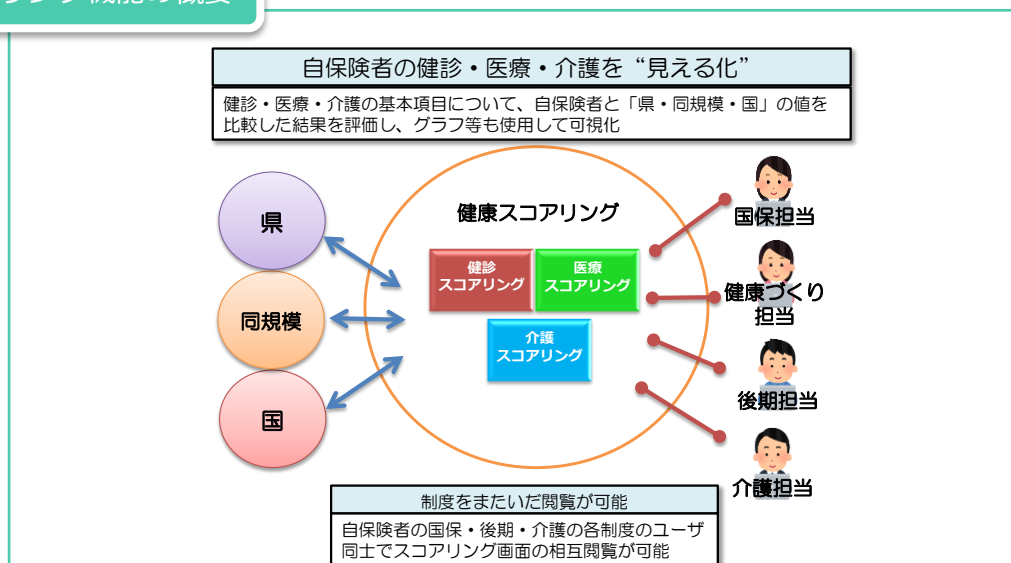 機能の概要
自保険者の健診・医療・介護を“見える化”
健診・医療・介護の基本項目について、自保険者と「県・同規模・国」の値を
比較した結果を評価し、グラフ等も使用して可視化
県
同規模
国
健康スコアリング
健診
スコアリング
医療
スコアリング
介護
スコアリング
国保担当
健康づくり
担当
後期担当
介護担当
制度をまたいだ閲覧が可能
自保険者の国保・後期・介護の各制度のユーザ
同士でスコアリング画面の相互閲覧が可能